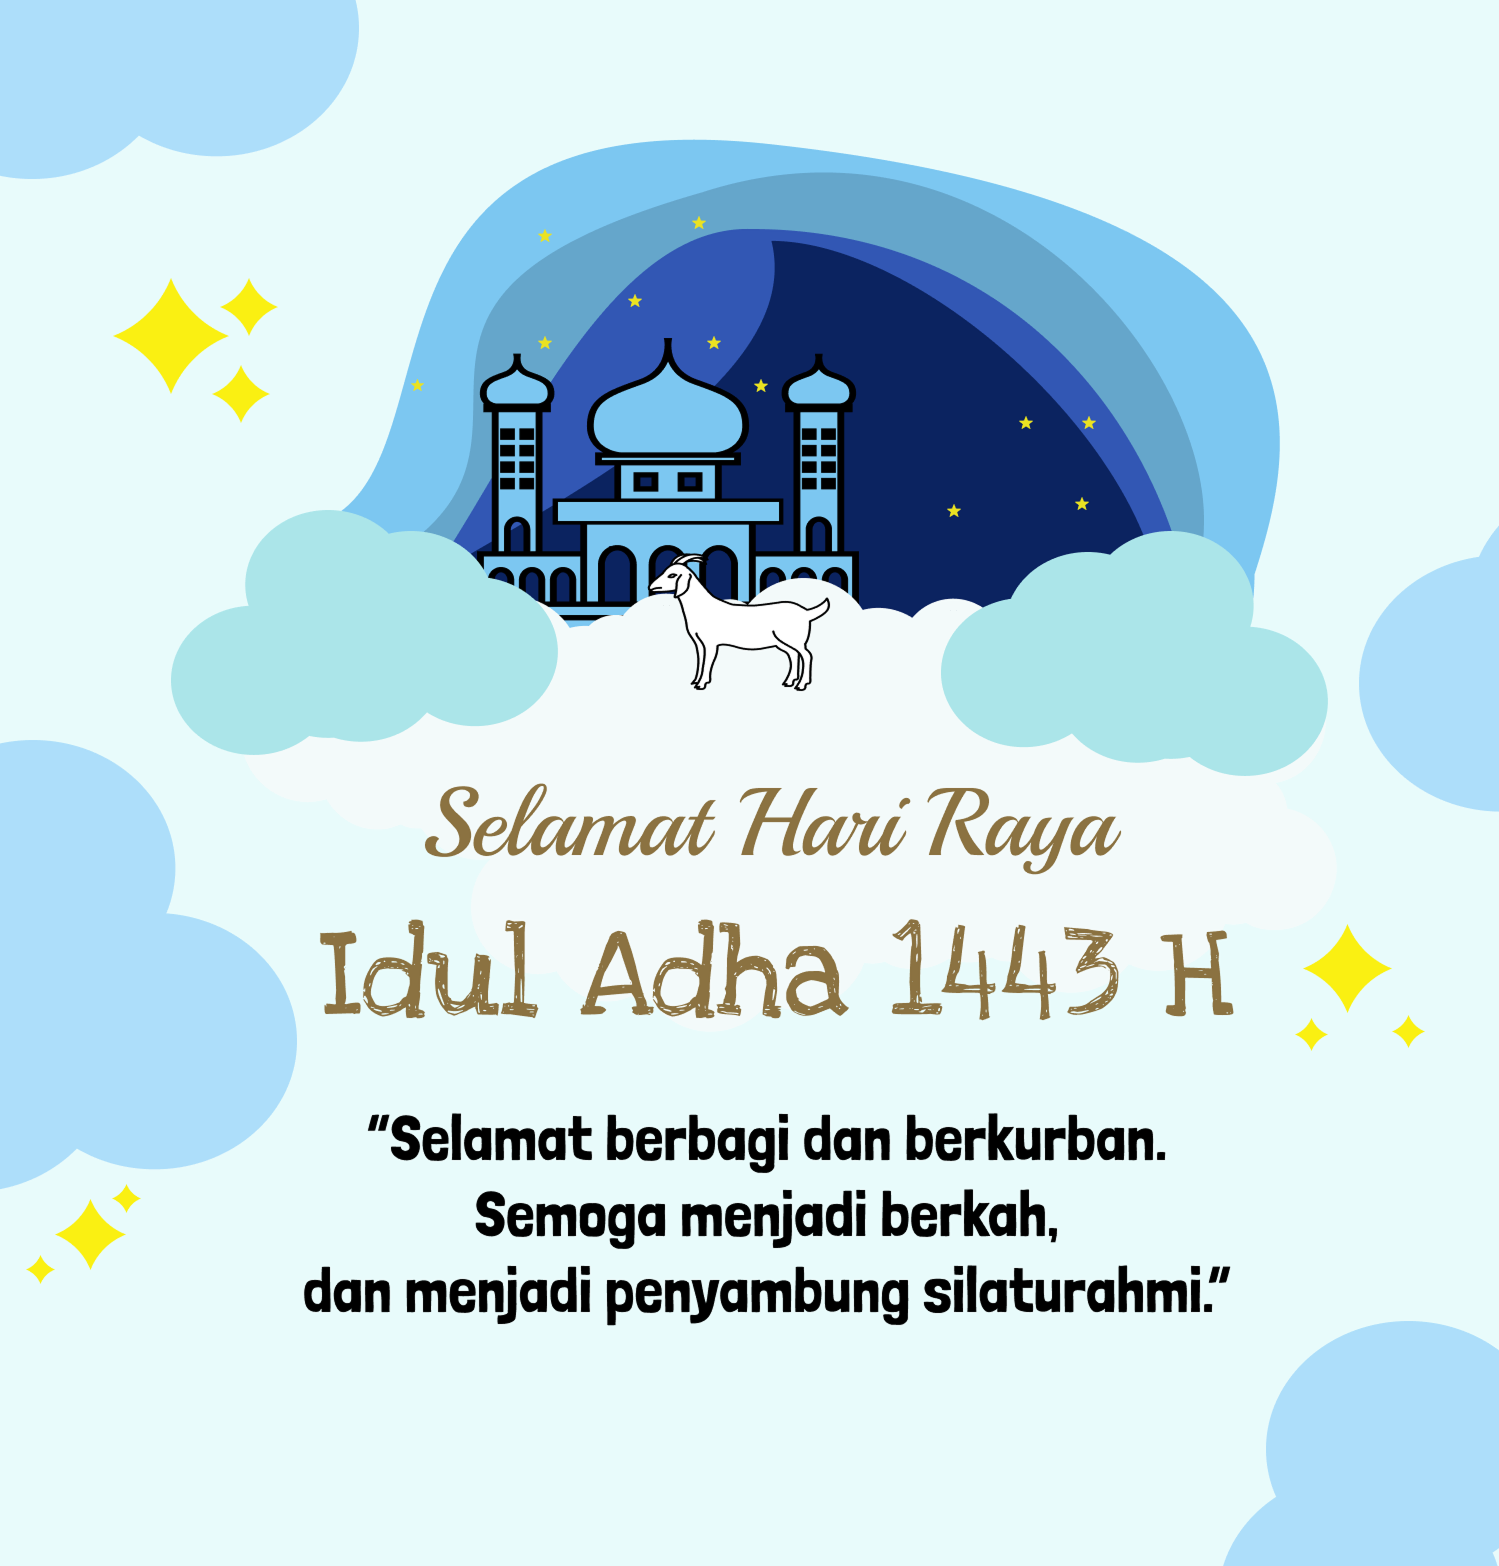 Selamat Hari Raya
Idul Adha 1443 H
"Selamat berbagi dan berkurban.
Semoga menjadi berkah,
dan menjadi penyambung silaturahmi."